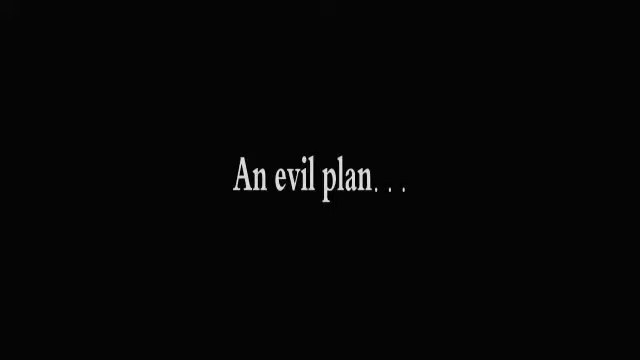 An evil plan. . .